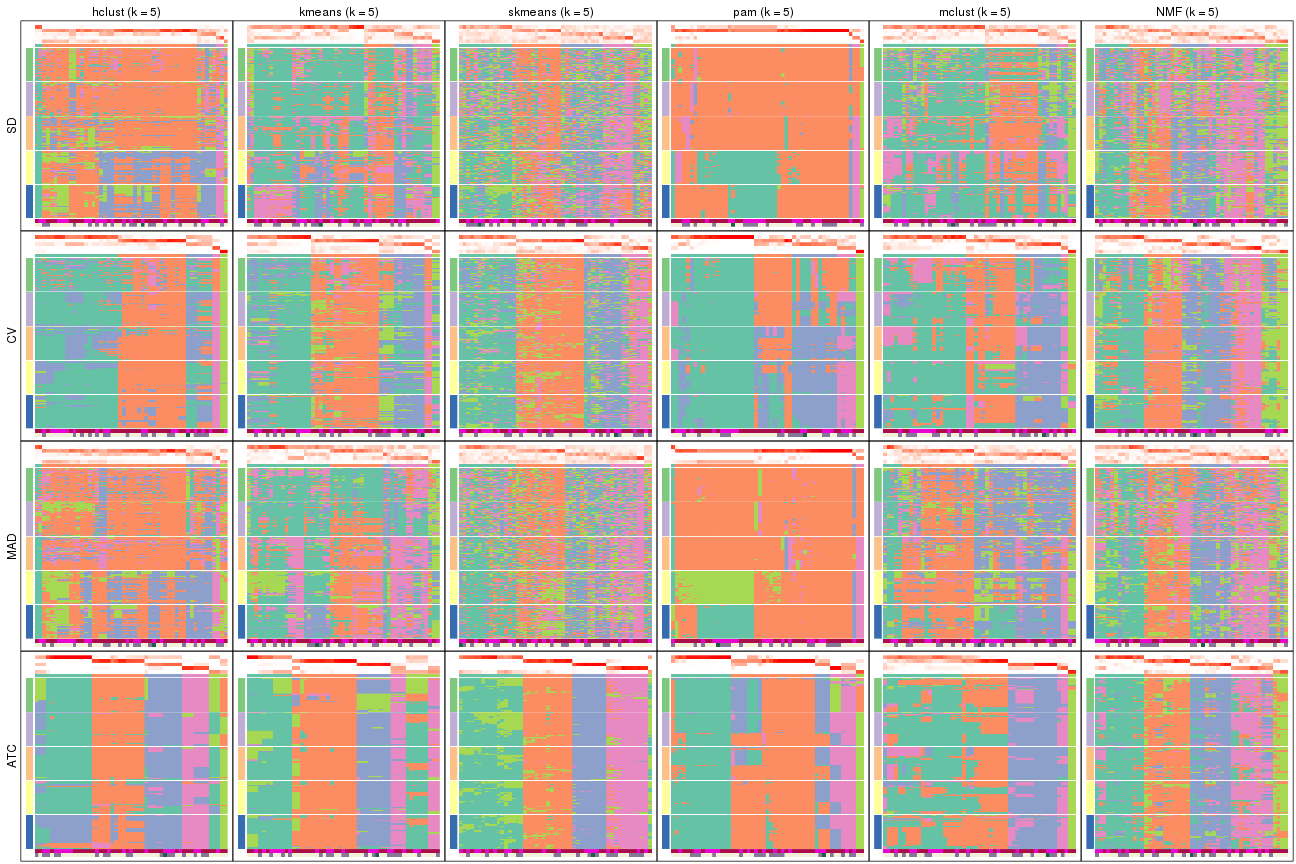 hclust (k = 5) kmeans (k = 5) skmeans (k = 5) pam (k = 5) mclust (k = 5) NMF (k = 5)
SD
CV
MAD
ATC